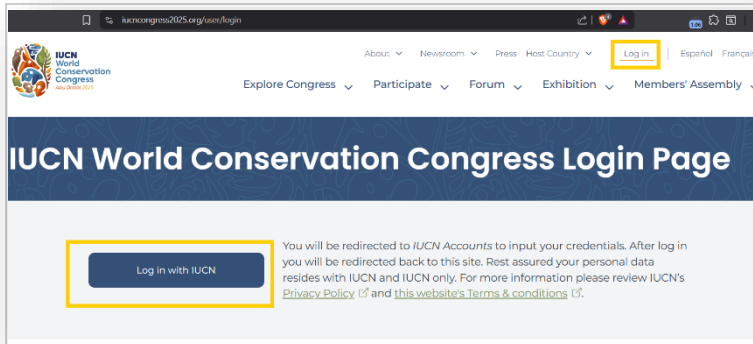 iucncongress2025.org/user/login
1.06
IUCN
World
Conservation
Congress
Abu Dhabi 2025
About Newsroom Press Host Country Log in Español Français
Explore Congress Participate Forum Exhibition Members' Assembly
IUCN World Conservation Congress Login Page
Log in with IUCN
You will be redirected to IUCN Accounts to input your credentials. After log in
you will be redirected back to this site. Rest assured your personal data
resides with IUCN and IUCN only. For more information please review IUCN's
Privacy Policy and this website's Terms & conditions.